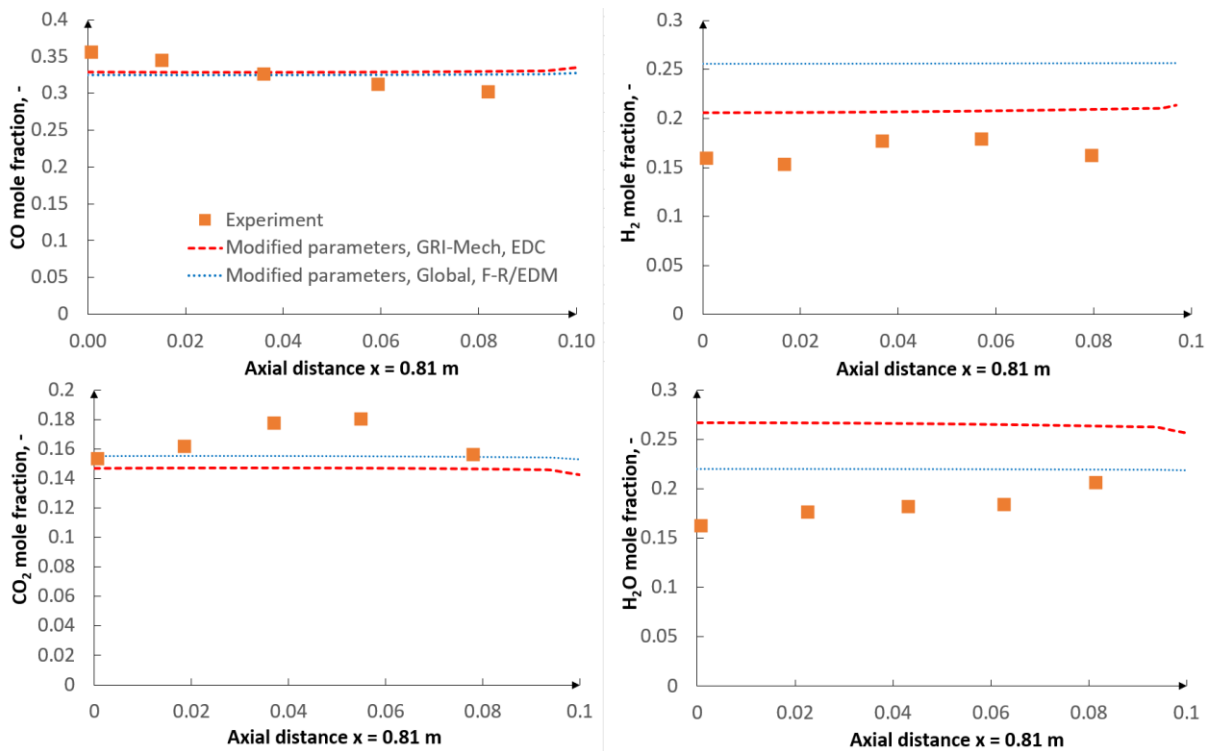 0.4
0.35
0.3
0.25
0.2
0.15
0.1
0.05
0
CO mole fraction, -
Experiment
Modified parameters, GRI-Mech, EDC
Modified parameters, Global, F-R/EDM
0.00 0.02 0.04 0.06 0.08 0.10
Axial distance x = 0.81 m
0.3
0.25
0.2
0.15
0.1
0.05
0
H₂ mole fraction, -
0 0.02 0.04 0.06 0.08 0.1
Axial distance x = 0.81 m
0.2
0.18
0.16
0.14
0.12
0.1
0.08
0.06
0.04
0.02
0
CO₂ mole fraction, -
0 0.02 0.04 0.06 0.08 0.1
Axial distance x = 0.81 m
0.3
0.25
0.2
0.15
0.1
0.05
0
H₂O mole fraction, -
0 0.02 0.04 0.06 0.08 0.1
Axial distance x = 0.81 m